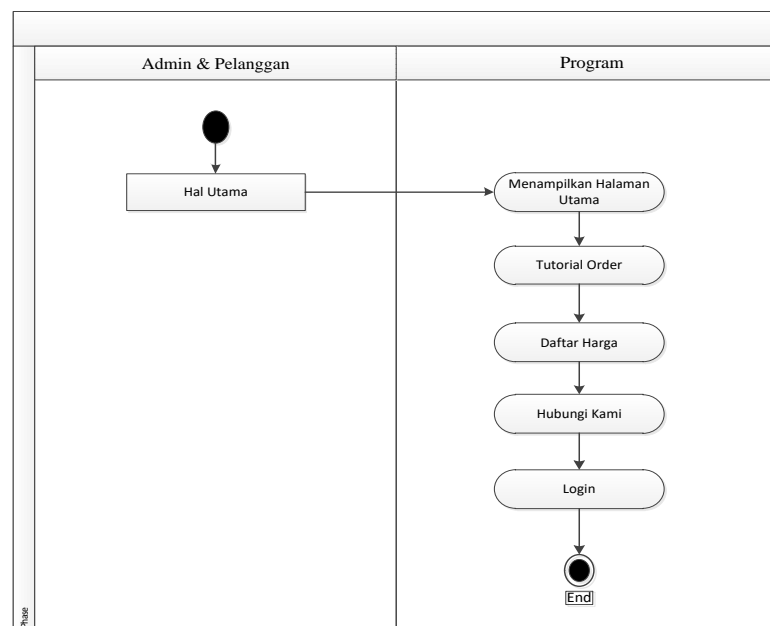 Admin & Pelanggan
Program
Hal Utama
Menampilkan Halaman
Utama
Tutorial Order
Daftar Harga
Hubungi Kami
Login
End
Phase